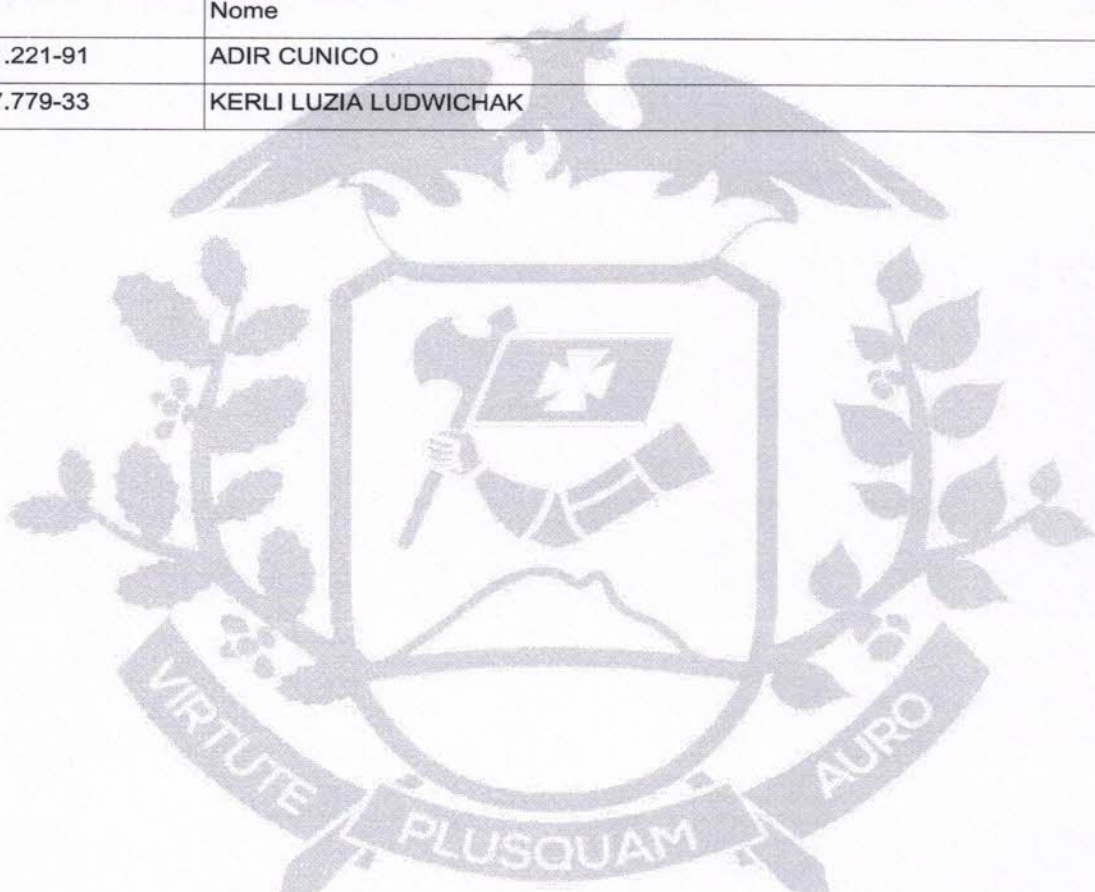 Nome
.221-91 ADIR CUNICO
7.779-33 KERLI LUZIA LUDWICHAK
VIRTUTE PLUSQUAM AURO